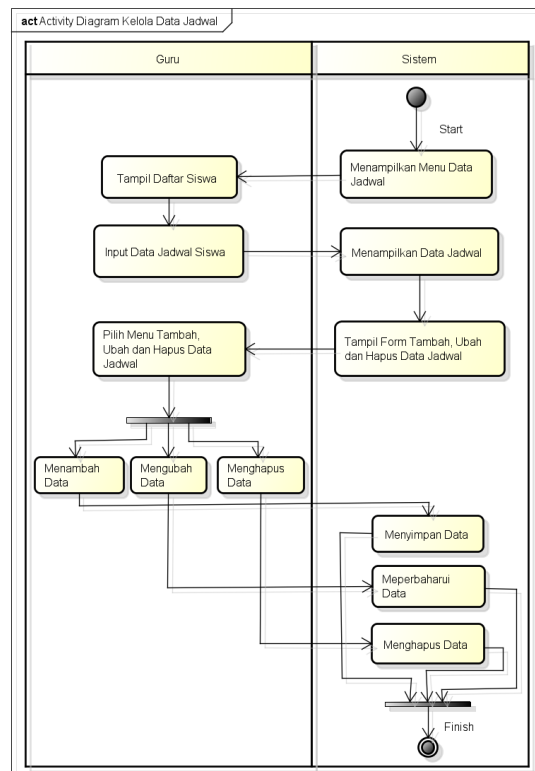 act Activity Diagram Kelola Data Jadwal
Guru
Sistem
Start
Menampilkan Menu Data
Jadwal
Tampil Daftar Siswa
Input Data Jadwal Siswa
Menampilkan Data Jadwal
Tampil Form Tambah, Ubah
dan Hapus Data Jadwal
Pilih Menu Tambah,
Ubah dan Hapus Data
Jadwal
Menambah
Data
Mengubah
Data
Menghapus
Data
Menyimpan Data
Meperbaharui
Data
Menghapus Data
Finish